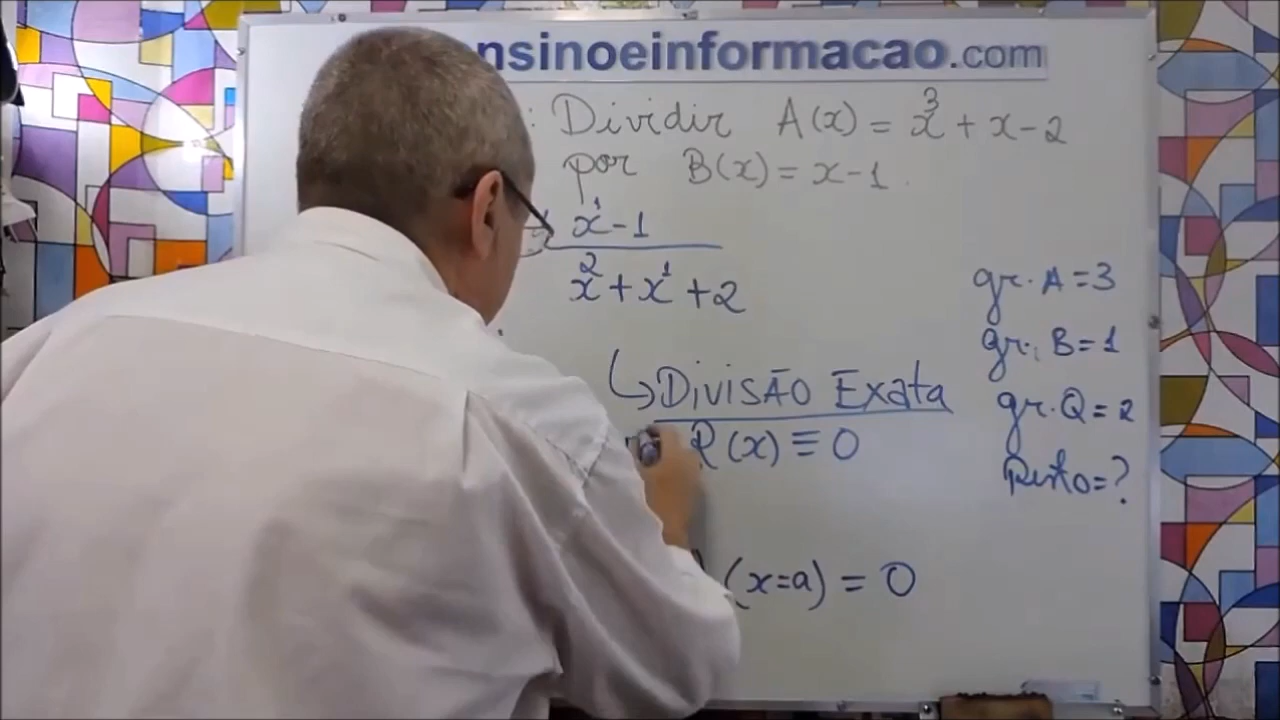 nsinoeinformacao.com
: Dividir A(x) = x³ + x - 2
por B(x) = x - 1.
x¹ - 1
x² + x¹ + 2
gr. A = 3
gr. B = 1
↳ Divisão Exata
gr. Q = 2
R(x) ≡ 0
Resto = ?
(x=a) = 0